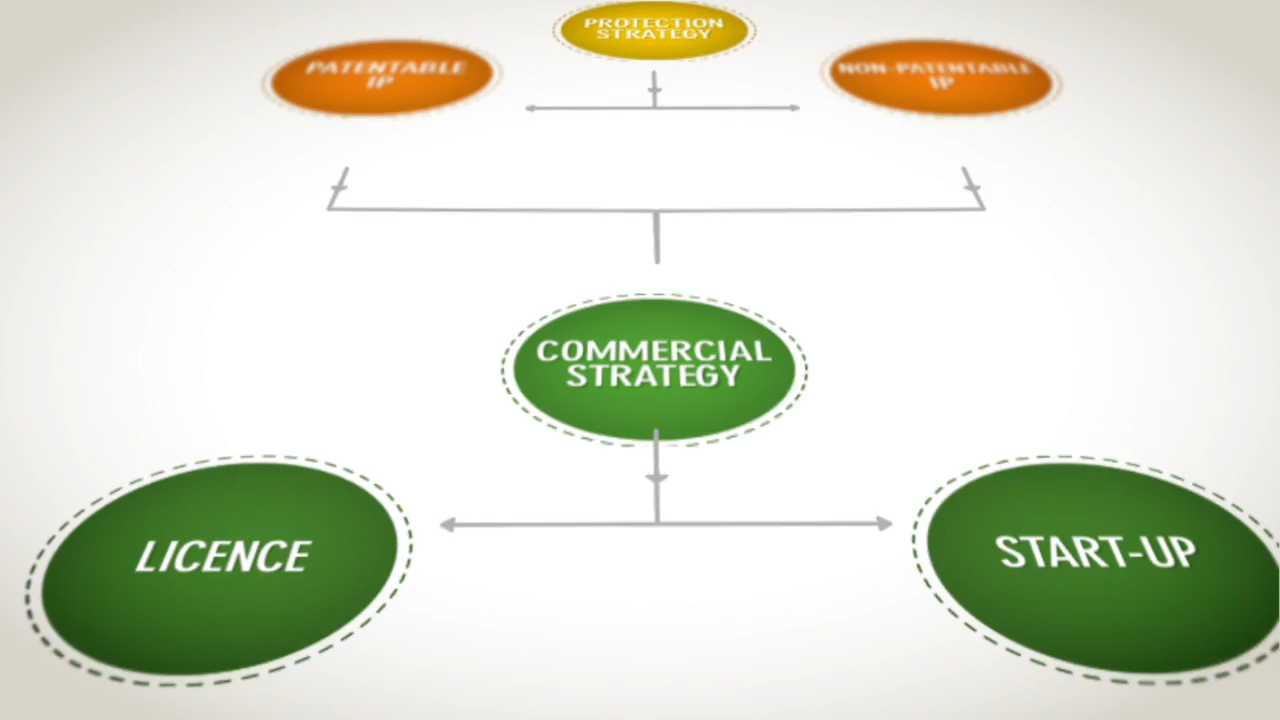 PROTECTION
STRATEGY
PATENTABLE
IP
NON-PATENTABLE
IP
COMMERCIAL
STRATEGY
LICENCE
START-UP